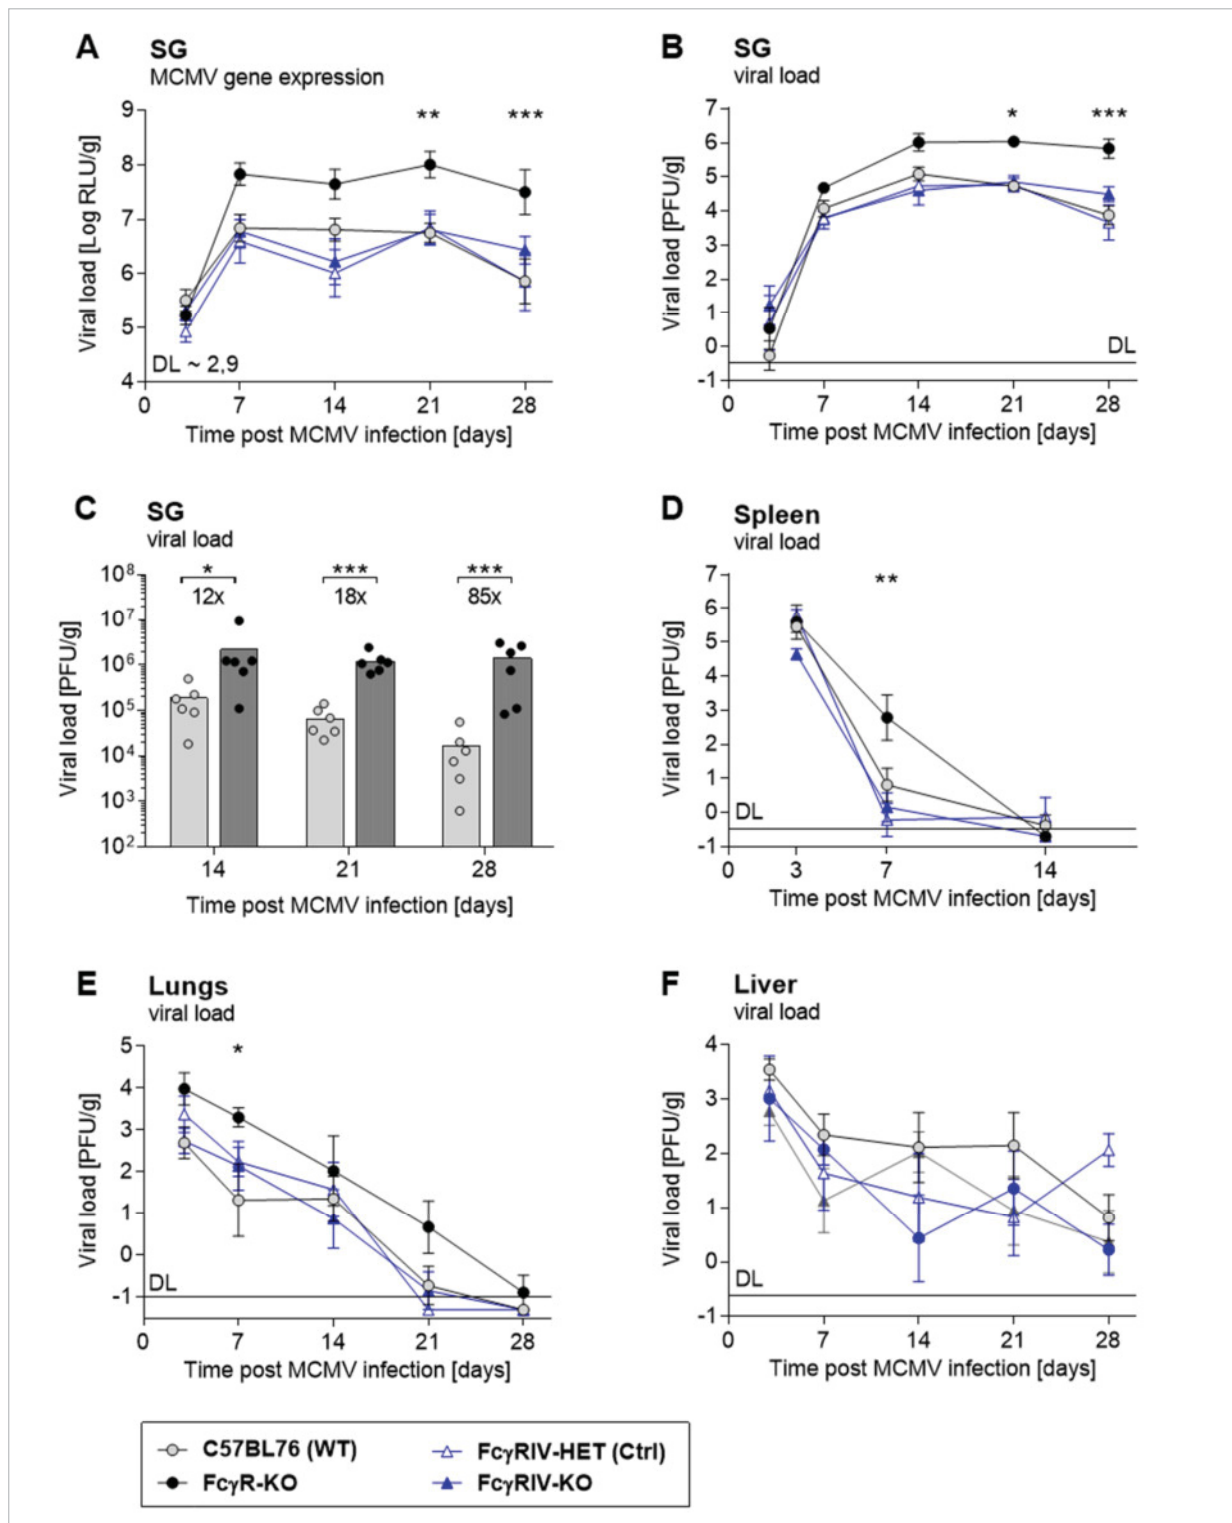 A SG
MCMV gene expression
Viral load [Log RLU/g]
9
8
7
6
5
4
** ***
DL ~ 2,9
0 7 14 21 28
Time post MCMV infection [days]
B SG
viral load
Viral load [PFU/g]
7
6
5
4
3
2
1
0
-1
* ***
DL
0 7 14 21 28
Time post MCMV infection [days]
C SG
viral load
Viral load [PFU/g]
10⁸
10⁷
10⁶
10⁵
10⁴
10³
10²
* *** ***
12x 18x 85x
14 21 28
Time post MCMV infection [days]
D Spleen
viral load
Viral load [PFU/g]
7
6
5
4
3
2
1
0
-1
**
DL
0 3 7 14
Time post MCMV infection [days]
E Lungs
viral load
Viral load [PFU/g]
5
4
3
2
1
0
-1
*
DL
0 7 14 21 28
Time post MCMV infection [days]
F Liver
viral load
Viral load [PFU/g]
4
3
2
1
0
-1
DL
0 7 14 21 28
Time post MCMV infection [days]
C57BL76 (WT) FcγRIV-HET (Ctrl)
FcγR-KO FcγRIV-KO